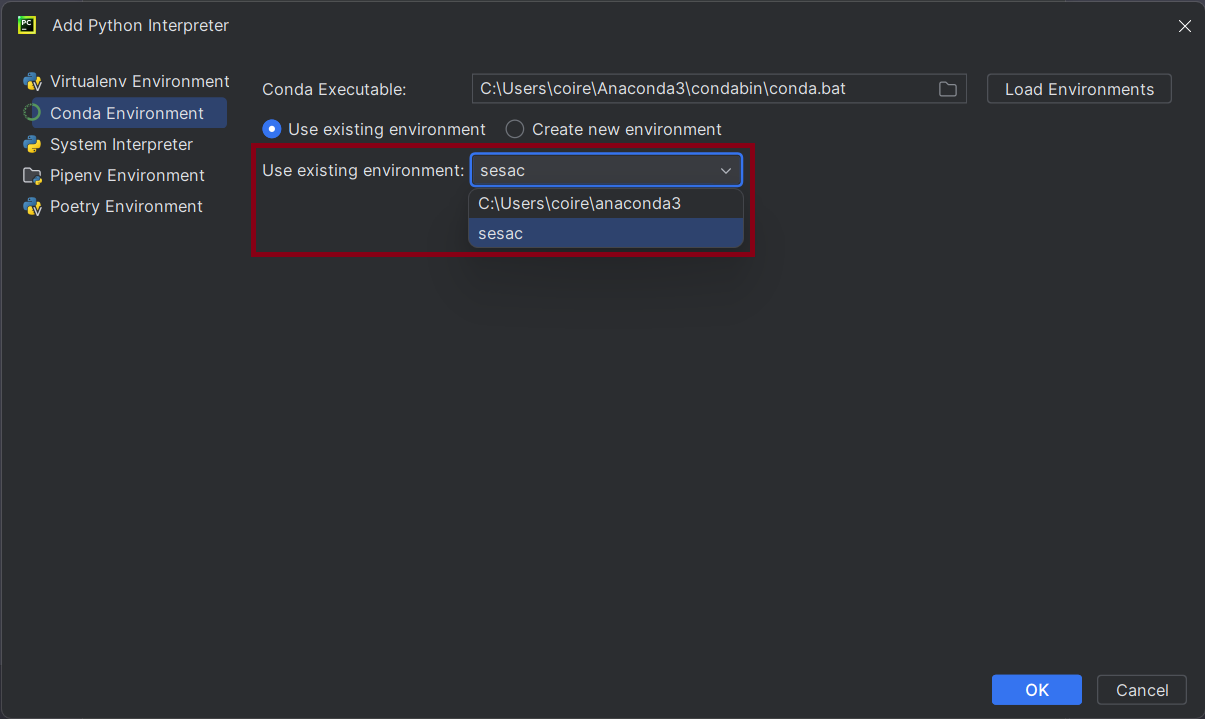 PC
Add Python Interpreter
Virtualenv Environment
Conda Environment
System Interpreter
Pipenv Environment
Poetry Environment
Conda Executable: C:\Users\coire\Anaconda3\condabin\conda.bat Load Environments
Use existing environment Create new environment
Use existing environment: sesac
C:\Users\coire\anaconda3
sesac
OK Cancel